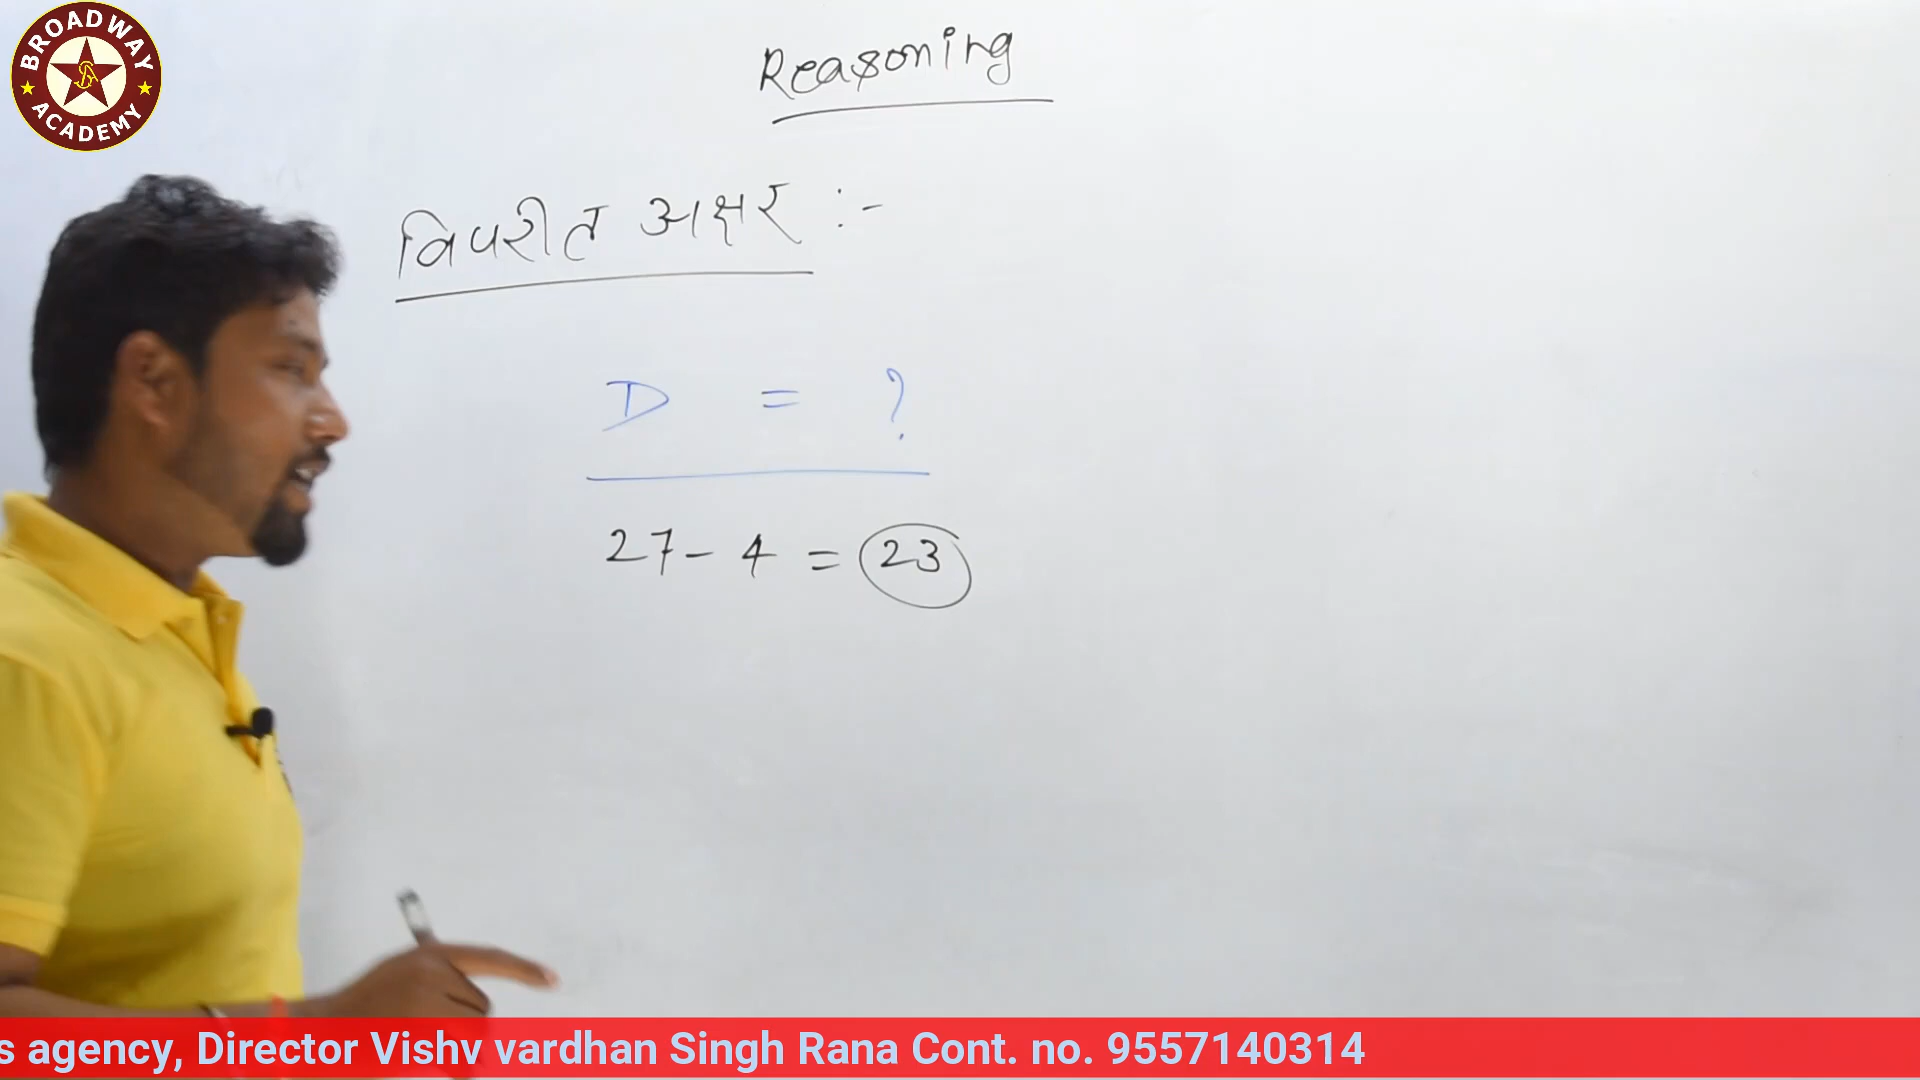 BROADWAY
ACADEMY
Reasoning
विपरीत अक्षर :-
D = ?
27 - 4 = 23
s agency, Director Vishv vardhan Singh Rana Cont. no. 9557140314